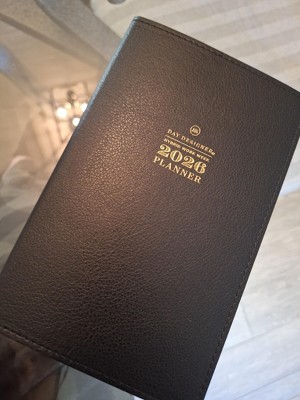 DAY DESIGNER
HYBRID WORK WEEK
2026
PLANNER